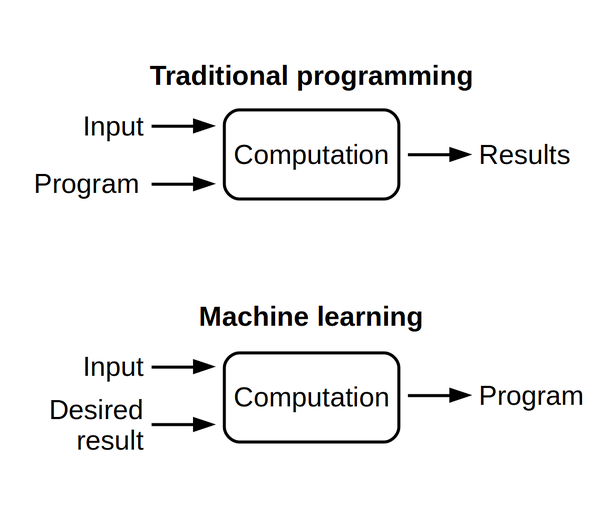 Traditional programming
Input
Computation
Results
Program
Machine learning
Input
Computation
Program
Desired
result